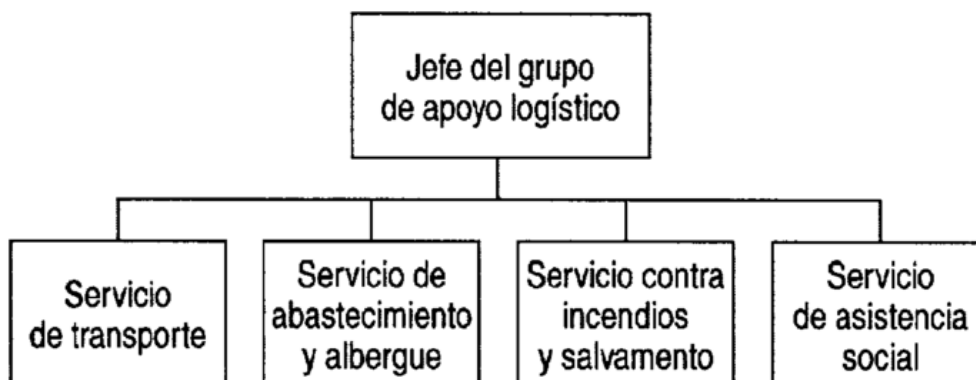 Jefe del grupo
de apoyo logístico
Servicio
de transporte
Servicio de
abastecimiento
y albergue
Servicio contra
incendios
y salvamento
Servicio
de asistencia
social